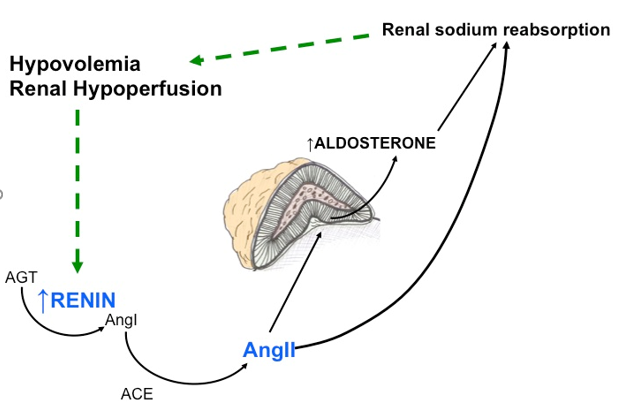 Renal sodium reabsorption
Hypovolemia
Renal Hypoperfusion
↑ALDOSTERONE
AGT
↑RENIN
AngI
AngII
ACE